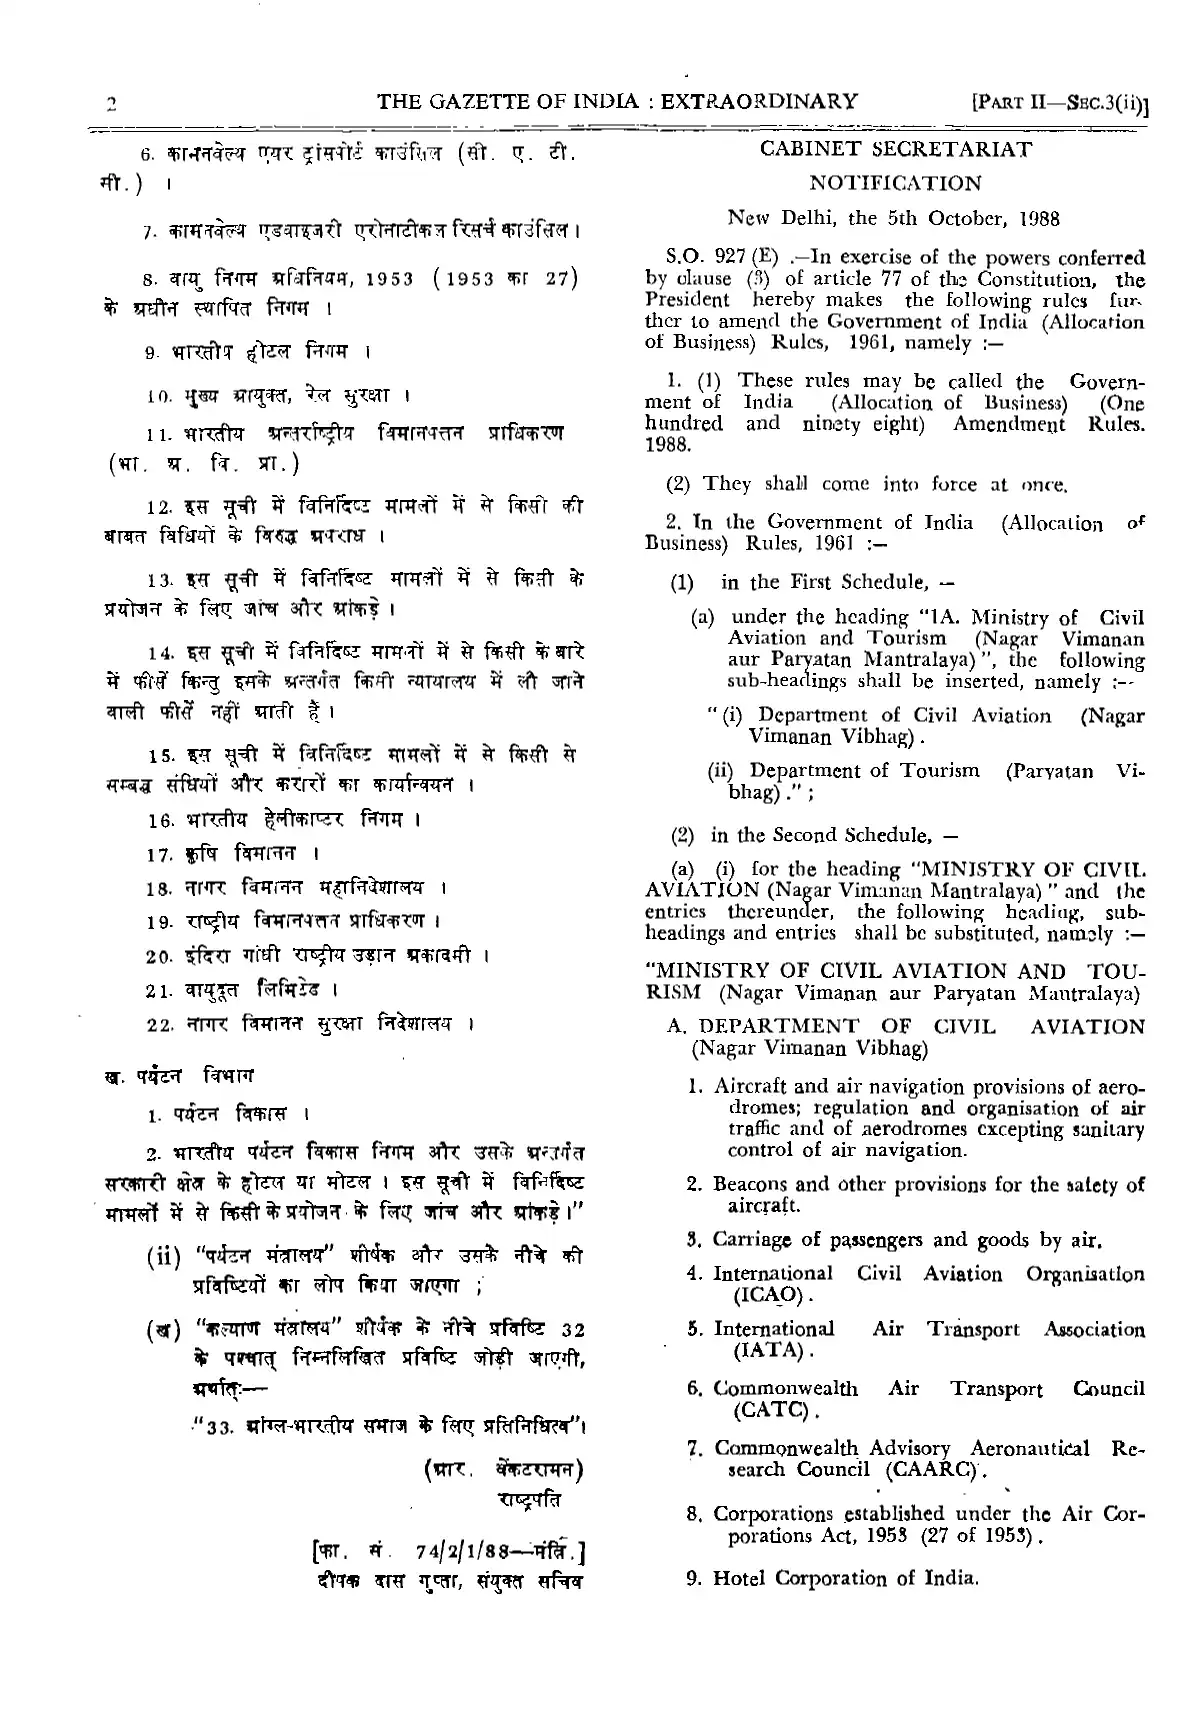 2
THE GAZETTE OF INDIA : EXTRAORDINARY
[PART II—SEC.3(ii)]
6. कामनवेल्थ एयर ट्रांसपोर्ट काउंसिल (सी. ए. टी.
सी.) ।
7. कामनवेल्थ एडवाइजरी एरोनाटीकल रिसर्च काउंसिल ।
8. वायु निगम अधिनियम, 1953 (1953 का 27)
के अधीन स्थापित निगम ।
9. भारतीय होटल निगम ।
10. मुख्य आयुक्त, रेल सुरक्षा ।
11. भारतीय अन्तर्राष्ट्रीय विमानपत्तन प्राधिकरण
(भा. अ. वि. प्रा.)
12. इस सूची में विनिर्दिष्ट मामलों में से किसी की
बाबत विधियों के विरुद्ध अपराध ।
13. इस सूची में विनिर्दिष्ट मामलों में से किसी के
प्रयोजन के लिए जांच और आंकड़े ।
14. इस सूची में विनिर्दिष्ट मामलों में से किसी के बारे
में फीसें किन्तु इसके अन्तर्गत किसी न्यायालय में ली जाने
वाली फीसें नहीं आती हैं ।
15. इस सूची में विनिर्दिष्ट मामलों में से किसी से
सम्बद्ध संधियों और करारों का कार्यान्वयन ।
16. भारतीय हेलीकाप्टर निगम ।
17. कृषि विमानन ।
18. नागर विमानन महानिदेशालय ।
19. राष्ट्रीय विमानपत्तन प्राधिकरण ।
20. इंदिरा गांधी राष्ट्रीय उड़ान अकादमी ।
21. वायुदूत लिमिटेड ।
22. नागर विमानन सुरक्षा निदेशालय ।
ख. पर्यटन विभाग
1. पर्यटन विकास ।
2. भारतीय पर्यटन विकास निगम और उसके अन्तर्गत
सरकारी क्षेत्र के होटल या मोटल । इस सूची में विनिर्दिष्ट
मामलों में से किसी के प्रयोजन के लिए जांच और आंकड़े ।"
(ii) "पर्यटन मंत्रालय" शीर्षक और उसके नीचे की
प्रविष्टियों का लोप किया जाएगा ;
(ख) "कल्याण मंत्रालय" शीर्षक के नीचे प्रविष्टि 32
के पश्चात् निम्नलिखित प्रविष्टि जोड़ी जाएगी,
अर्थात्:—
"33. आंग्ल-भारतीय समाज के लिए प्रतिनिधित्व"।
(आर. वेंकटरामन)
राष्ट्रपति
[फा. सं. 74/2/1/88—मंत्रि.]
दीपक दास गुप्ता, संयुक्त सचिव
CABINET SECRETARIAT
NOTIFICATION
New Delhi, the 5th October, 1988
S.O. 927 (E) .—In exercise of the powers conferred
by clause (3) of article 77 of the Constitution, the
President hereby makes the following rules fur-
ther to amend the Government of India (Allocation
of Business) Rules, 1961, namely :—
1. (1) These rules may be called the Govern-
ment of India (Allocation of Business) (One
hundred and ninety eight) Amendment Rules.
1988.
(2) They shall come into force at once.
2. In the Government of India (Allocation of
Business) Rules, 1961 :—
(1) in the First Schedule, —
(a) under the heading "1A. Ministry of Civil
Aviation and Tourism (Nagar Vimanan
aur Paryatan Mantralaya)", the following
sub-headings shall be inserted, namely :--
"(i) Department of Civil Aviation (Nagar
Vimanan Vibhag).
(ii) Department of Tourism (Paryatan Vi-
bhag)." ;
(2) in the Second Schedule, —
(a) (i) for the heading "MINISTRY OF CIVIL
AVIATION (Nagar Vimanan Mantralaya)" and the
entries thereunder, the following heading, sub-
headings and entries shall be substituted, namely :—
"MINISTRY OF CIVIL AVIATION AND TOU-
RISM (Nagar Vimanan aur Paryatan Mantralaya)
A. DEPARTMENT OF CIVIL AVIATION
(Nagar Vimanan Vibhag)
1. Aircraft and air navigation provisions of aero-
dromes; regulation and organisation of air
traffic and of aerodromes excepting sanitary
control of air navigation.
2. Beacons and other provisions for the safety of
aircraft.
3. Carriage of passengers and goods by air.
4. International Civil Aviation Organisation
(ICAO).
5. International Air Transport Association
(IATA).
6. Commonwealth Air Transport Council
(CATC).
7. Commonwealth Advisory Aeronautical Re-
search Council (CAARC).
8. Corporations established under the Air Cor-
porations Act, 1953 (27 of 1953).
9. Hotel Corporation of India.